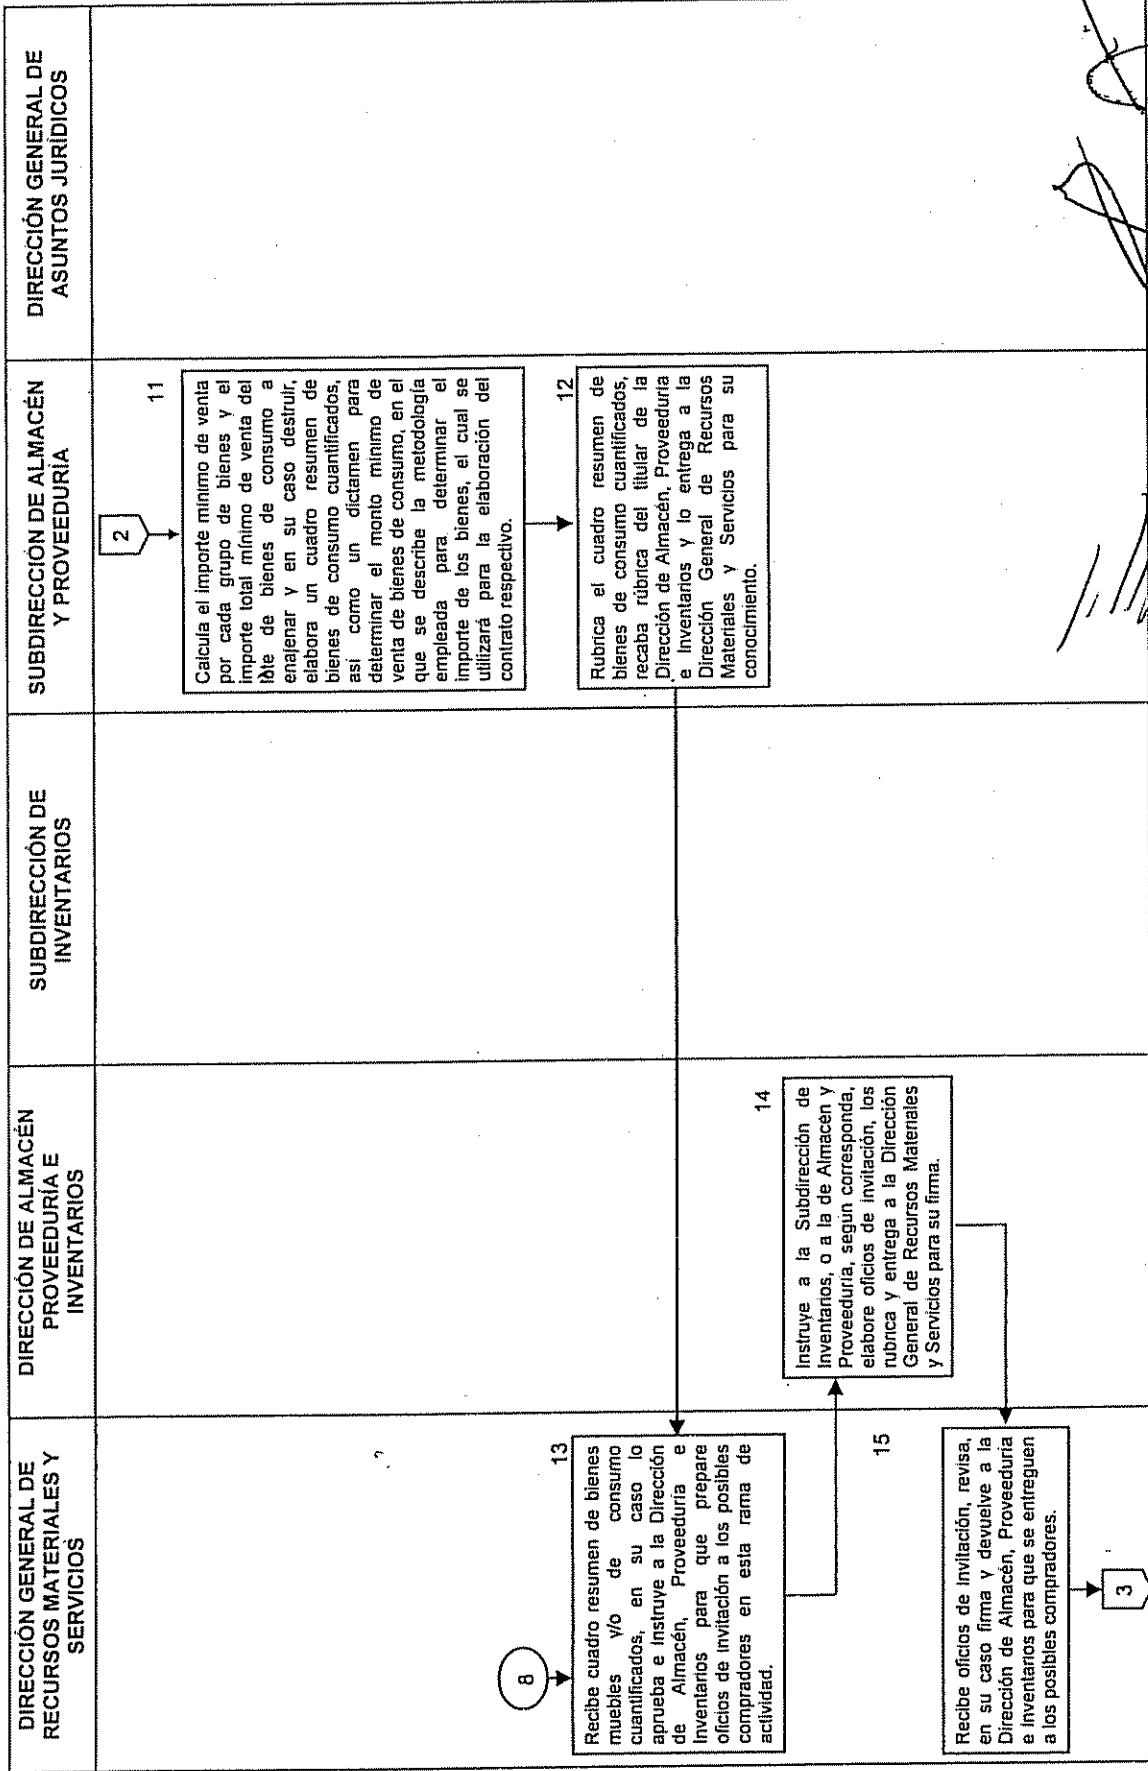 DIRECCIÓN GENERAL DE
RECURSOS MATERIALES Y
SERVICIOS
DIRECCIÓN DE ALMACÉN
PROVEEDURÍA E
INVENTARIOS
SUBDIRECCIÓN DE
INVENTARIOS
SUBDIRECCIÓN DE ALMACÉN
Y PROVEEDURÍA
DIRECCIÓN GENERAL DE
ASUNTOS JURÍDICOS
2
11
Calcula el importe mínimo de venta
por cada grupo de bienes y el
importe total mínimo de venta del
lote de bienes de consumo a
enajenar y en su caso destruir,
elabora un cuadro resumen de
bienes de consumo cuantificados,
así como un dictamen para
determinar el monto mínimo de
venta de bienes de consumo, en el
que se describe la metodología
empleada para determinar el
importe de los bienes, el cual se
utilizará para la elaboración del
contrato respectivo.
12
Rubrica el cuadro resumen de
bienes de consumo cuantificados,
recaba rúbrica del titular de la
Dirección de Almacén, Proveeduría
e Inventarios y lo entrega a la
Dirección General de Recursos
Materiales y Servicios para su
conocimiento.
8
13
Recibe cuadro resumen de bienes
muebles y/o de consumo
cuantificados, en su caso lo
aprueba e instruye a la Dirección
de Almacén, Proveeduría e
Inventarios para que prepare
oficios de invitación a los posibles
compradores en esta rama de
actividad.
14
Instruye a la Subdirección de
Inventarios, o a la de Almacén y
Proveeduría, según corresponda,
elabore oficios de invitación, los
rubrica y entrega a la Dirección
General de Recursos Materiales
y Servicios para su firma.
15
Recibe oficios de Invitación, revisa,
en su caso firma y devuelve a la
Dirección de Almacén, Proveeduría
e Inventarios para que se entreguen
a los posibles compradores.
3